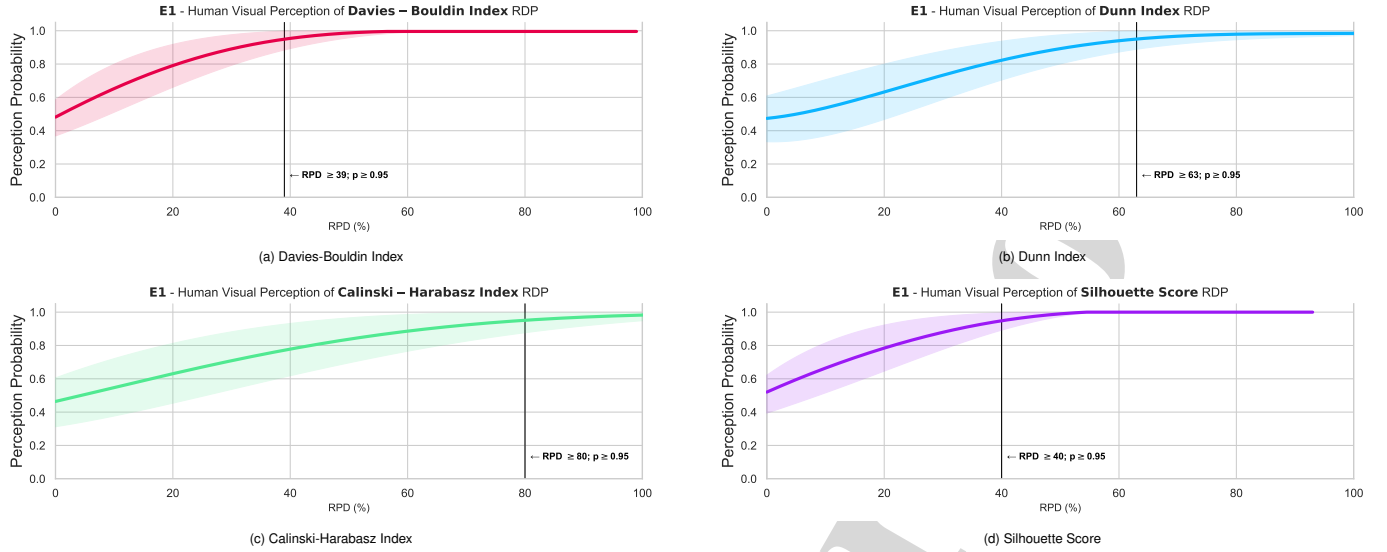 E1 - Human Visual Perception of Davies – Bouldin Index RDP
Perception Probability
1.0
0.8
0.6
0.4
0.2
0.0
← RPD ≥ 39; p ≥ 0.95
0 20 40 60 80 100
RPD (%)
(a) Davies-Bouldin Index
E1 - Human Visual Perception of Dunn Index RDP
Perception Probability
1.0
0.8
0.6
0.4
0.2
0.0
← RPD ≥ 63; p ≥ 0.95
0 20 40 60 80 100
RPD (%)
(b) Dunn Index
E1 - Human Visual Perception of Calinski – Harabasz Index RDP
Perception Probability
1.0
0.8
0.6
0.4
0.2
0.0
← RPD ≥ 80; p ≥ 0.95
0 20 40 60 80 100
RPD (%)
(c) Calinski-Harabasz Index
E1 - Human Visual Perception of Silhouette Score RDP
Perception Probability
1.0
0.8
0.6
0.4
0.2
0.0
← RPD ≥ 40; p ≥ 0.95
0 20 40 60 80 100
RPD (%)
(d) Silhouette Score